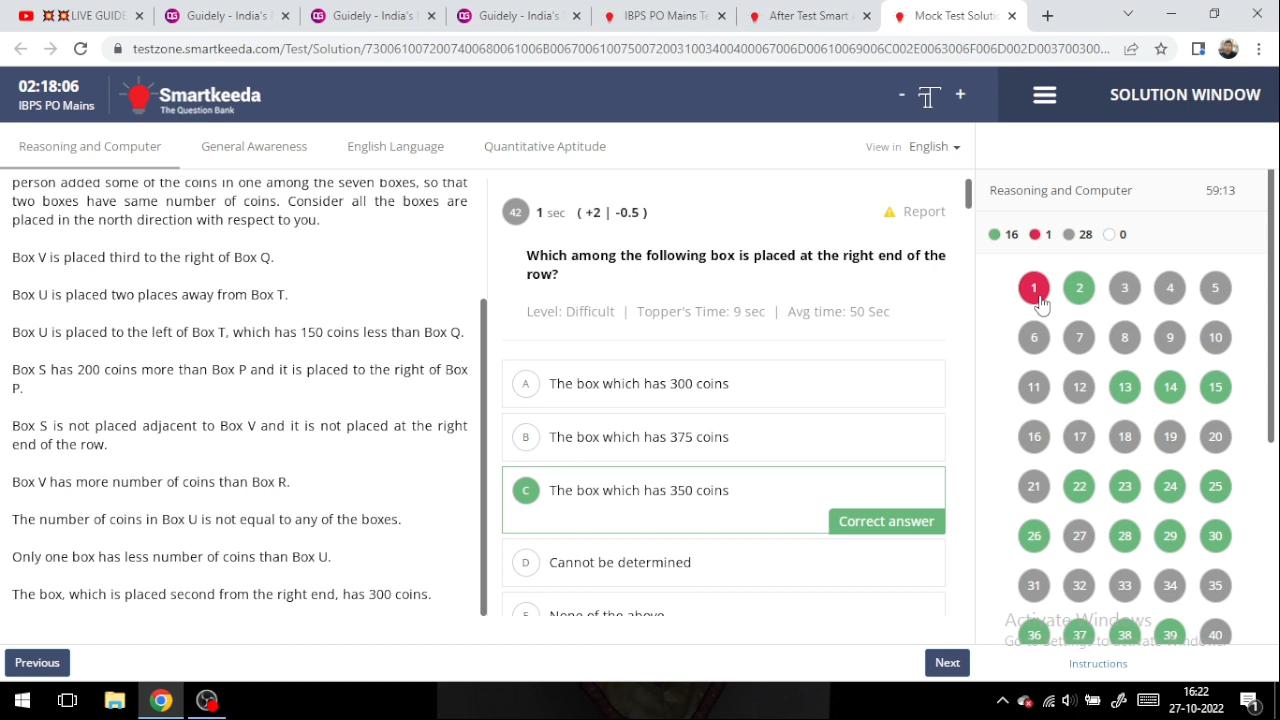 💥💥LIVE GUIDE
Guidely - India's
Guidely - India's
Guidely - India's
IBPS PO Mains Te
After Test Smart A
Mock Test Solutic
02:18:06
IBPS PO Mains
Smartkeeda
The Question Bank
- T +
SOLUTION WINDOW
Reasoning and Computer
General Awareness
English Language
Quantitative Aptitude
View in English
person added some of the coins in one among the seven boxes, so that
two boxes have same number of coins. Consider all the boxes are
placed in the north direction with respect to you.
Box V is placed third to the right of Box Q.
Box U is placed two places away from Box T.
Box U is placed to the left of Box T, which has 150 coins less than Box Q.
Box S has 200 coins more than Box P and it is placed to the right of Box
P.
Box S is not placed adjacent to Box V and it is not placed at the right
end of the row.
Box V has more number of coins than Box R.
The number of coins in Box U is not equal to any of the boxes.
Only one box has less number of coins than Box U.
The box, which is placed second from the right end, has 300 coins.
42 1 sec ( +2 | -0.5 )
Report
Which among the following box is placed at the right end of the
row?
Level: Difficult | Topper's Time: 9 sec | Avg time: 50 Sec
A The box which has 300 coins
B The box which has 375 coins
C The box which has 350 coins
Correct answer
D Cannot be determined
E None of the above
Reasoning and Computer 59:13
16 1 28 0
1 2 3 4 5
6 7 8 9 10
11 12 13 14 15
16 17 18 19 20
21 22 23 24 25
26 27 28 29 30
31 32 33 34 35
36 37 38 39 40
Activate Windows
Go to Settings to activate Windows.
Previous
Next
Instructions
16:22
27-10-2022
1